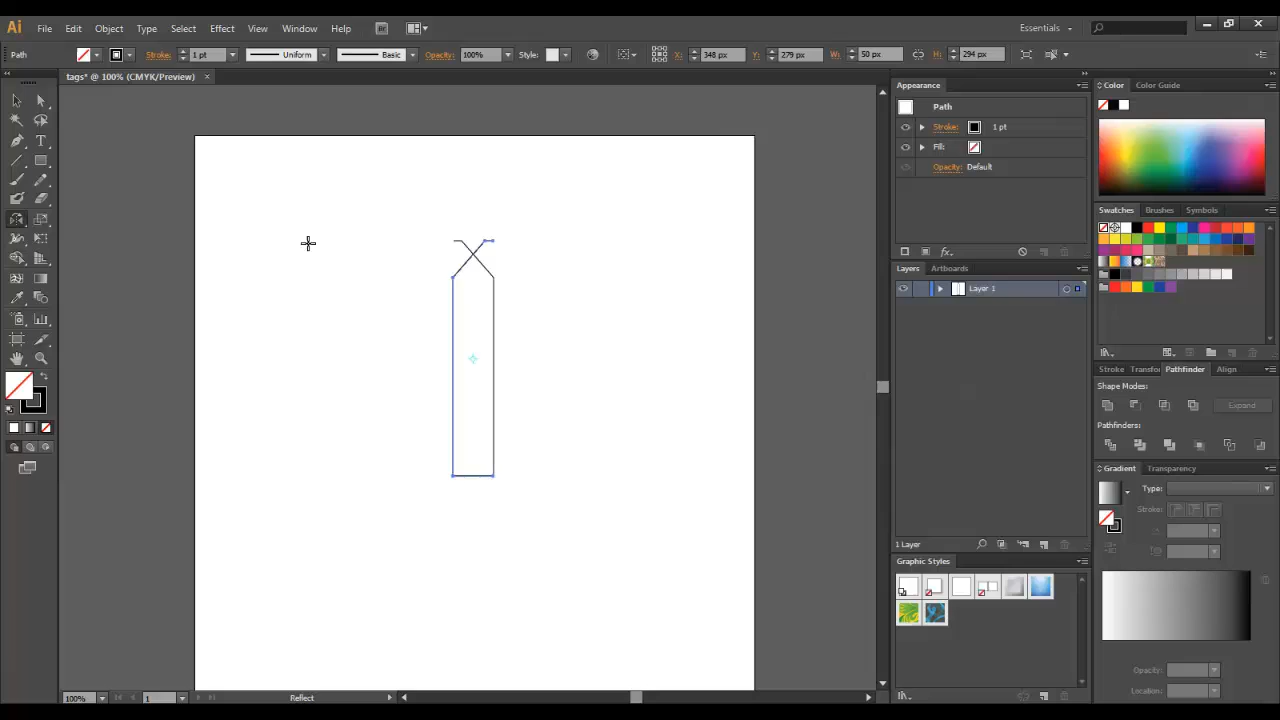 Ai File Edit Object Type Select Effect View Window Help Br Essentials
Path Stroke: 1 pt Uniform Basic Opacity: 100% Style: X: 348 px Y: 279 px W: 50 px H: 294 px
tags* @ 100% (CMYK/Preview) ×
Appearance
Path
Stroke: 1 pt
Fill:
Opacity: Default
fx
Layers Artboards
Layer 1
1 Layer
Graphic Styles
Color Color Guide
Swatches Brushes Symbols
Stroke Transfor Pathfinder Align
Shape Modes:
Expand
Pathfinders:
Gradient Transparency
Type:
Stroke:
Opacity:
Location:
100% 1 Reflect